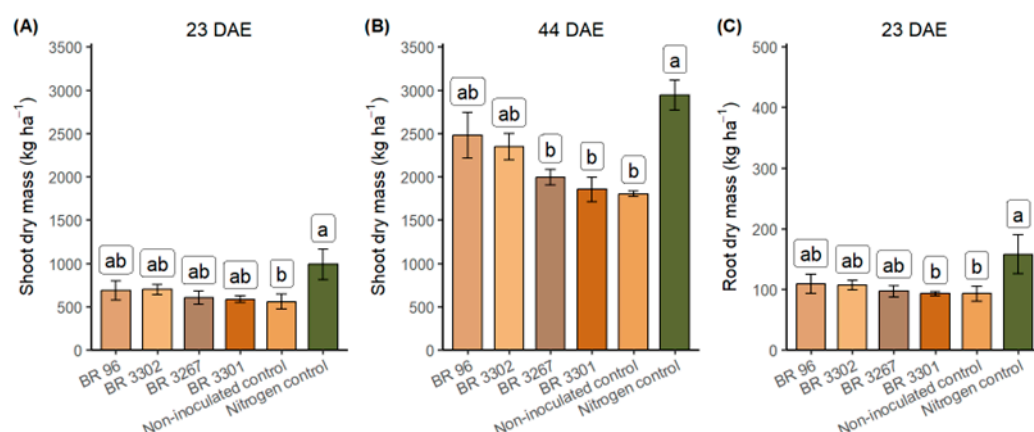 (A) 23 DAE
Shoot dry mass (kg ha⁻¹)
3500
3000
2500
2000
1500
1000
500
0
ab
ab
ab
ab
b
a
BR 96
BR 3302
BR 3267
BR 3301
Non-inoculated control
Nitrogen control
(B) 44 DAE
Shoot dry mass (kg ha⁻¹)
3500
3000
2500
2000
1500
1000
500
0
ab
ab
b
b
b
a
BR 96
BR 3302
BR 3267
BR 3301
Non-inoculated control
Nitrogen control
(C) 23 DAE
Root dry mass (kg ha⁻¹)
500
400
300
200
100
0
ab
ab
ab
b
b
a
BR 96
BR 3302
BR 3267
BR 3301
Non-inoculated control
Nitrogen control